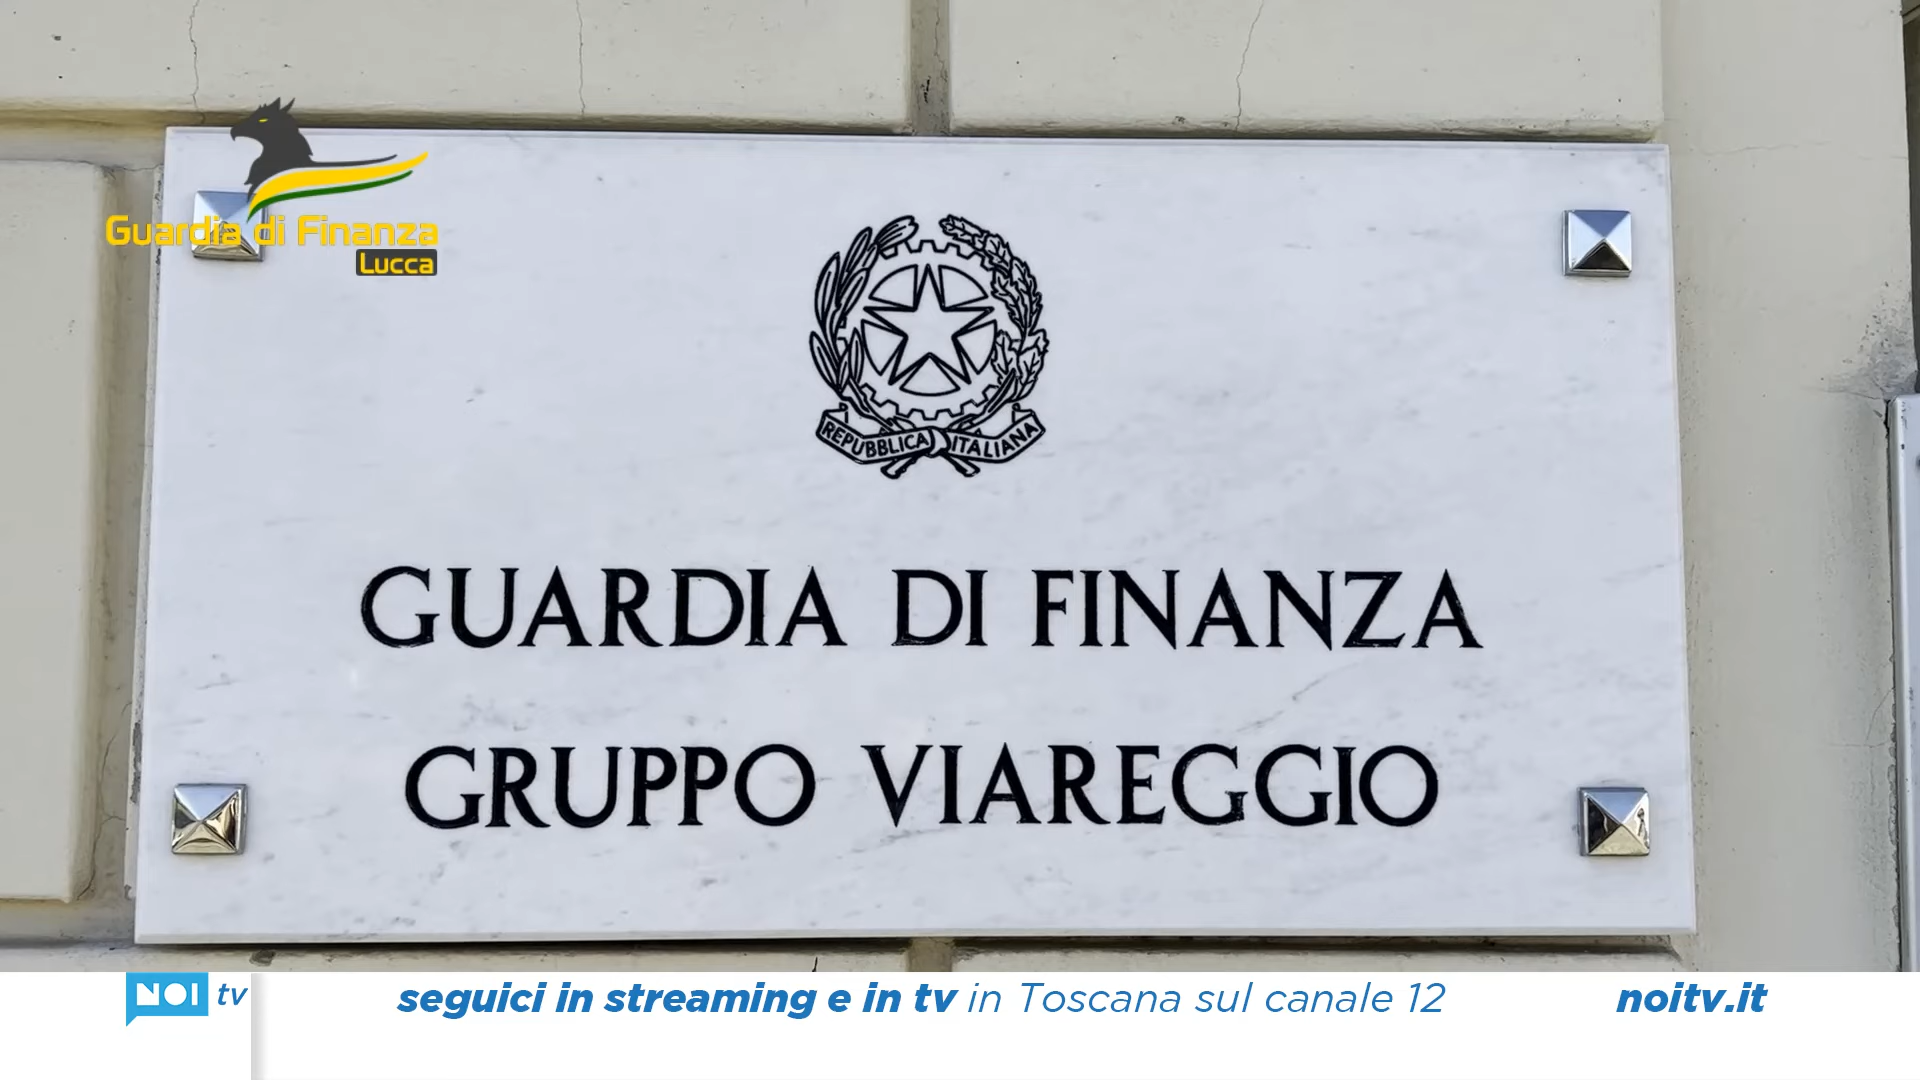 Guardia di Finanza
Lucca
REPUBBLICA ITALIANA
GUARDIA DI FINANZA
GRUPPO VIAREGGIO
NOI tv
seguici in streaming e in tv in Toscana sul canale 12
noitv.it